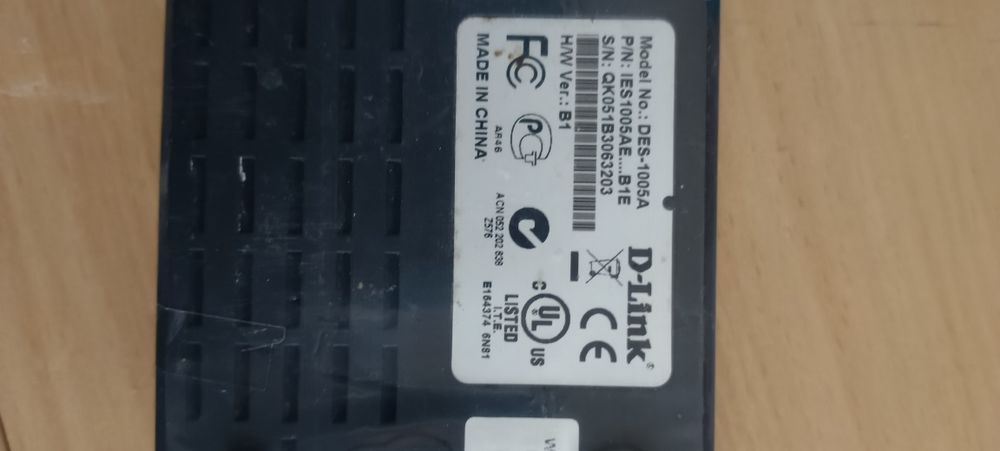 Model No.: DES-1005A
P/N: IES1005AE....B1E
S/N: QK051B3063203
H/W Ver.: B1
D-Link®
CE
FC
PCT
AR46
ACN 052 202 838
Z576
C UL® US
LISTED
I.T.E.
E164374 6N81
MADE IN CHINA